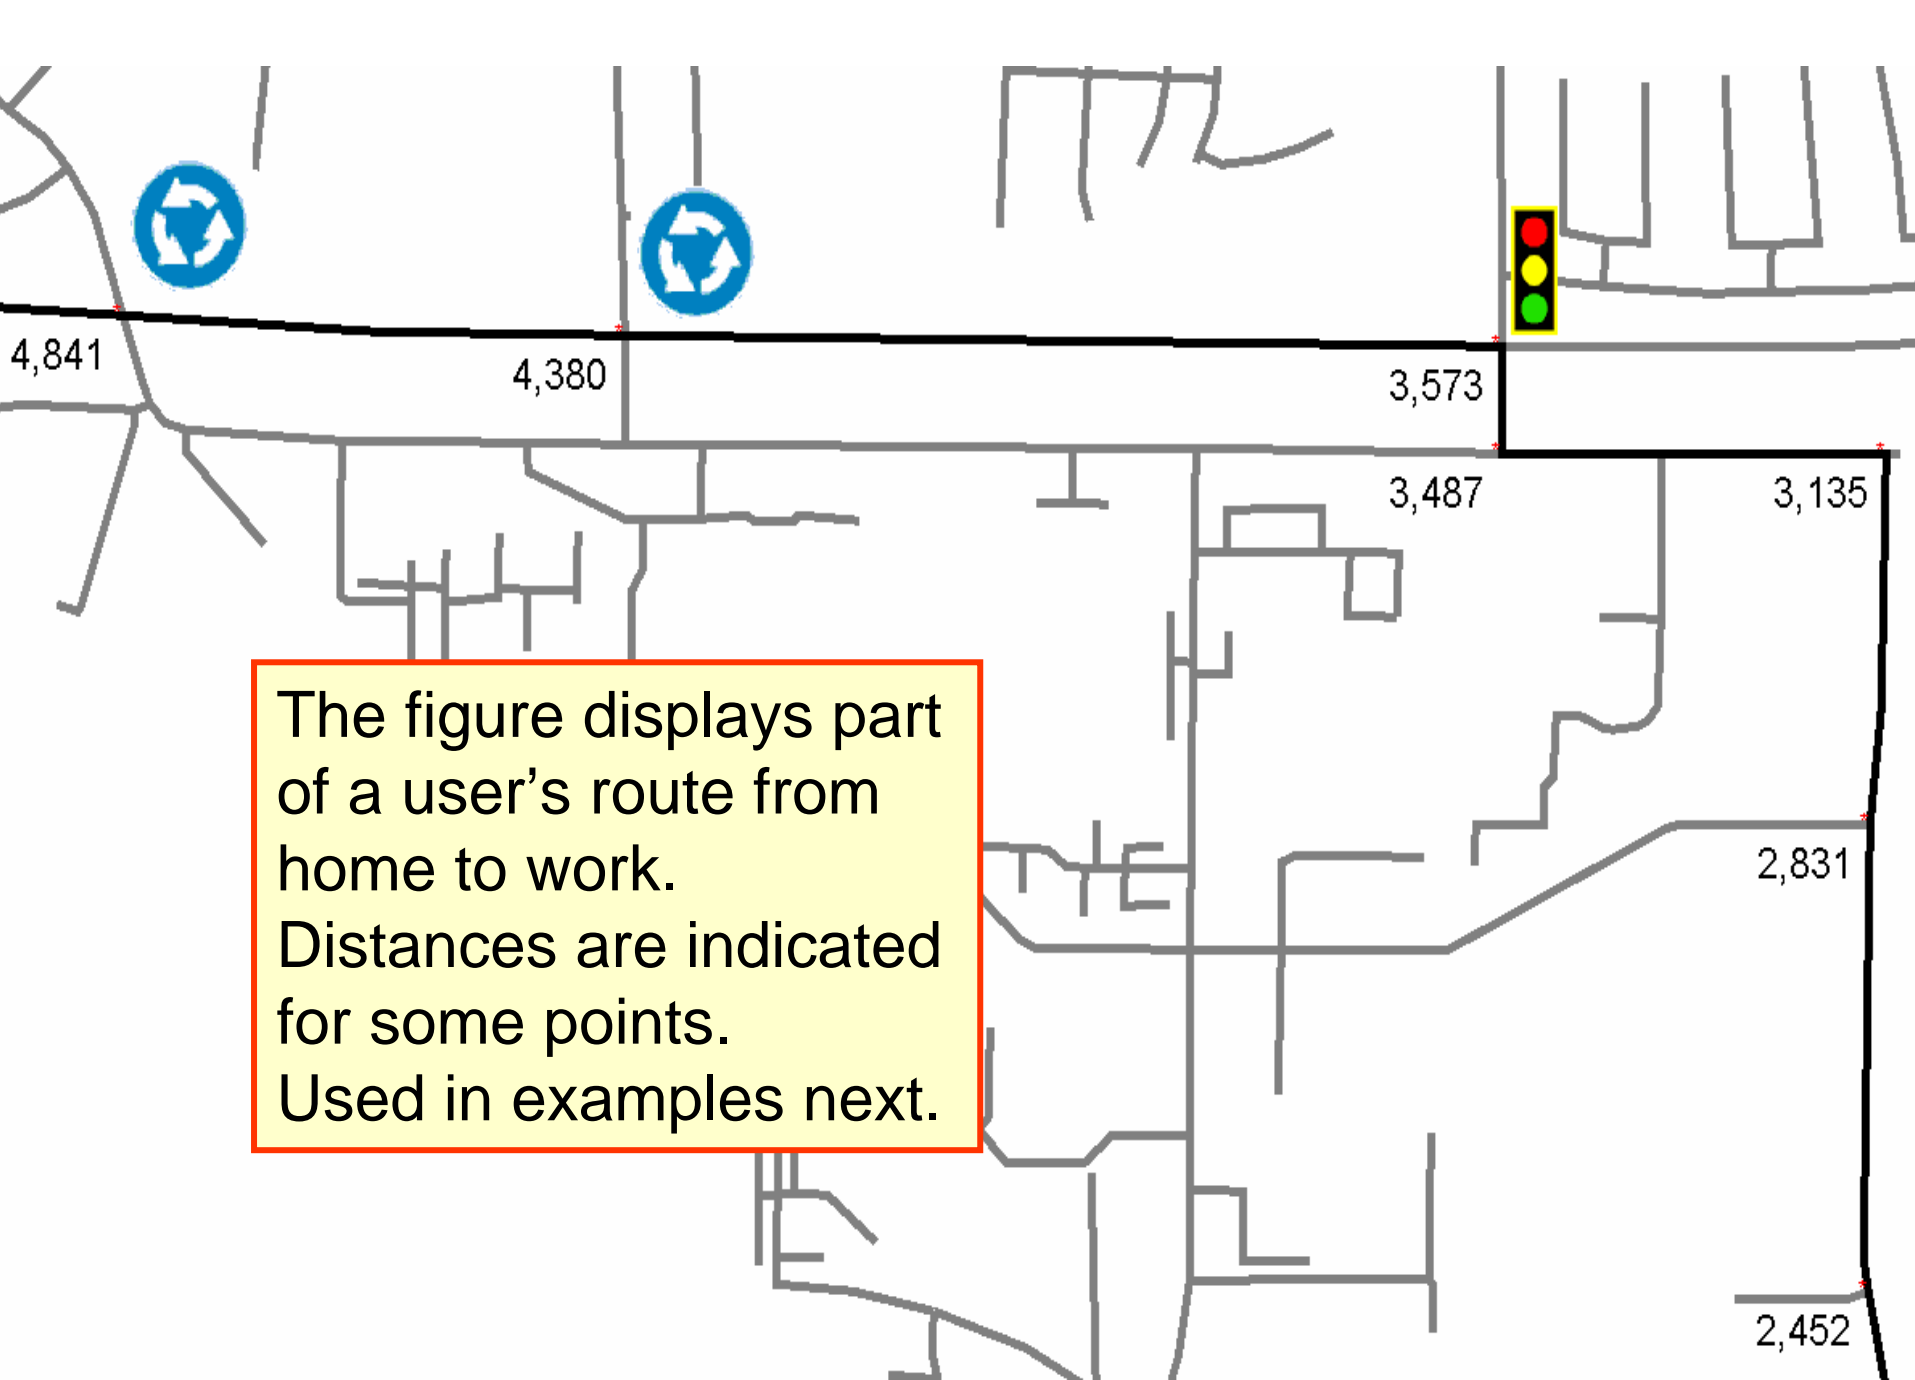 4,841
4,380
3,573
3,487
3,135
The figure displays part
of a user’s route from
home to work.
Distances are indicated
for some points.
Used in examples next.
2,831
2,452